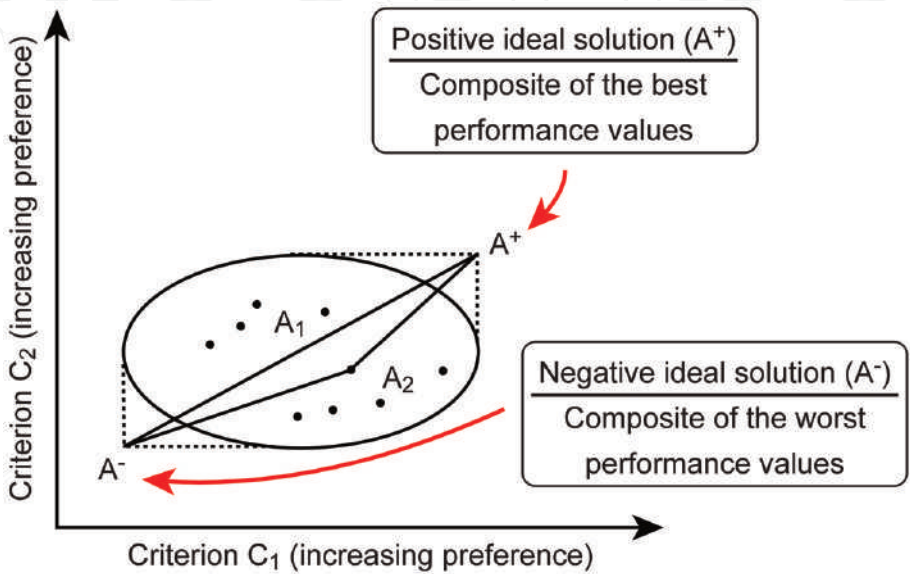 Positive ideal solution (A⁺)
Composite of the best
performance values
Criterion C₂ (increasing preference)
A⁺
A₁
A₂
Negative ideal solution (A⁻)
Composite of the worst
performance values
A⁻
Criterion C₁ (increasing preference)